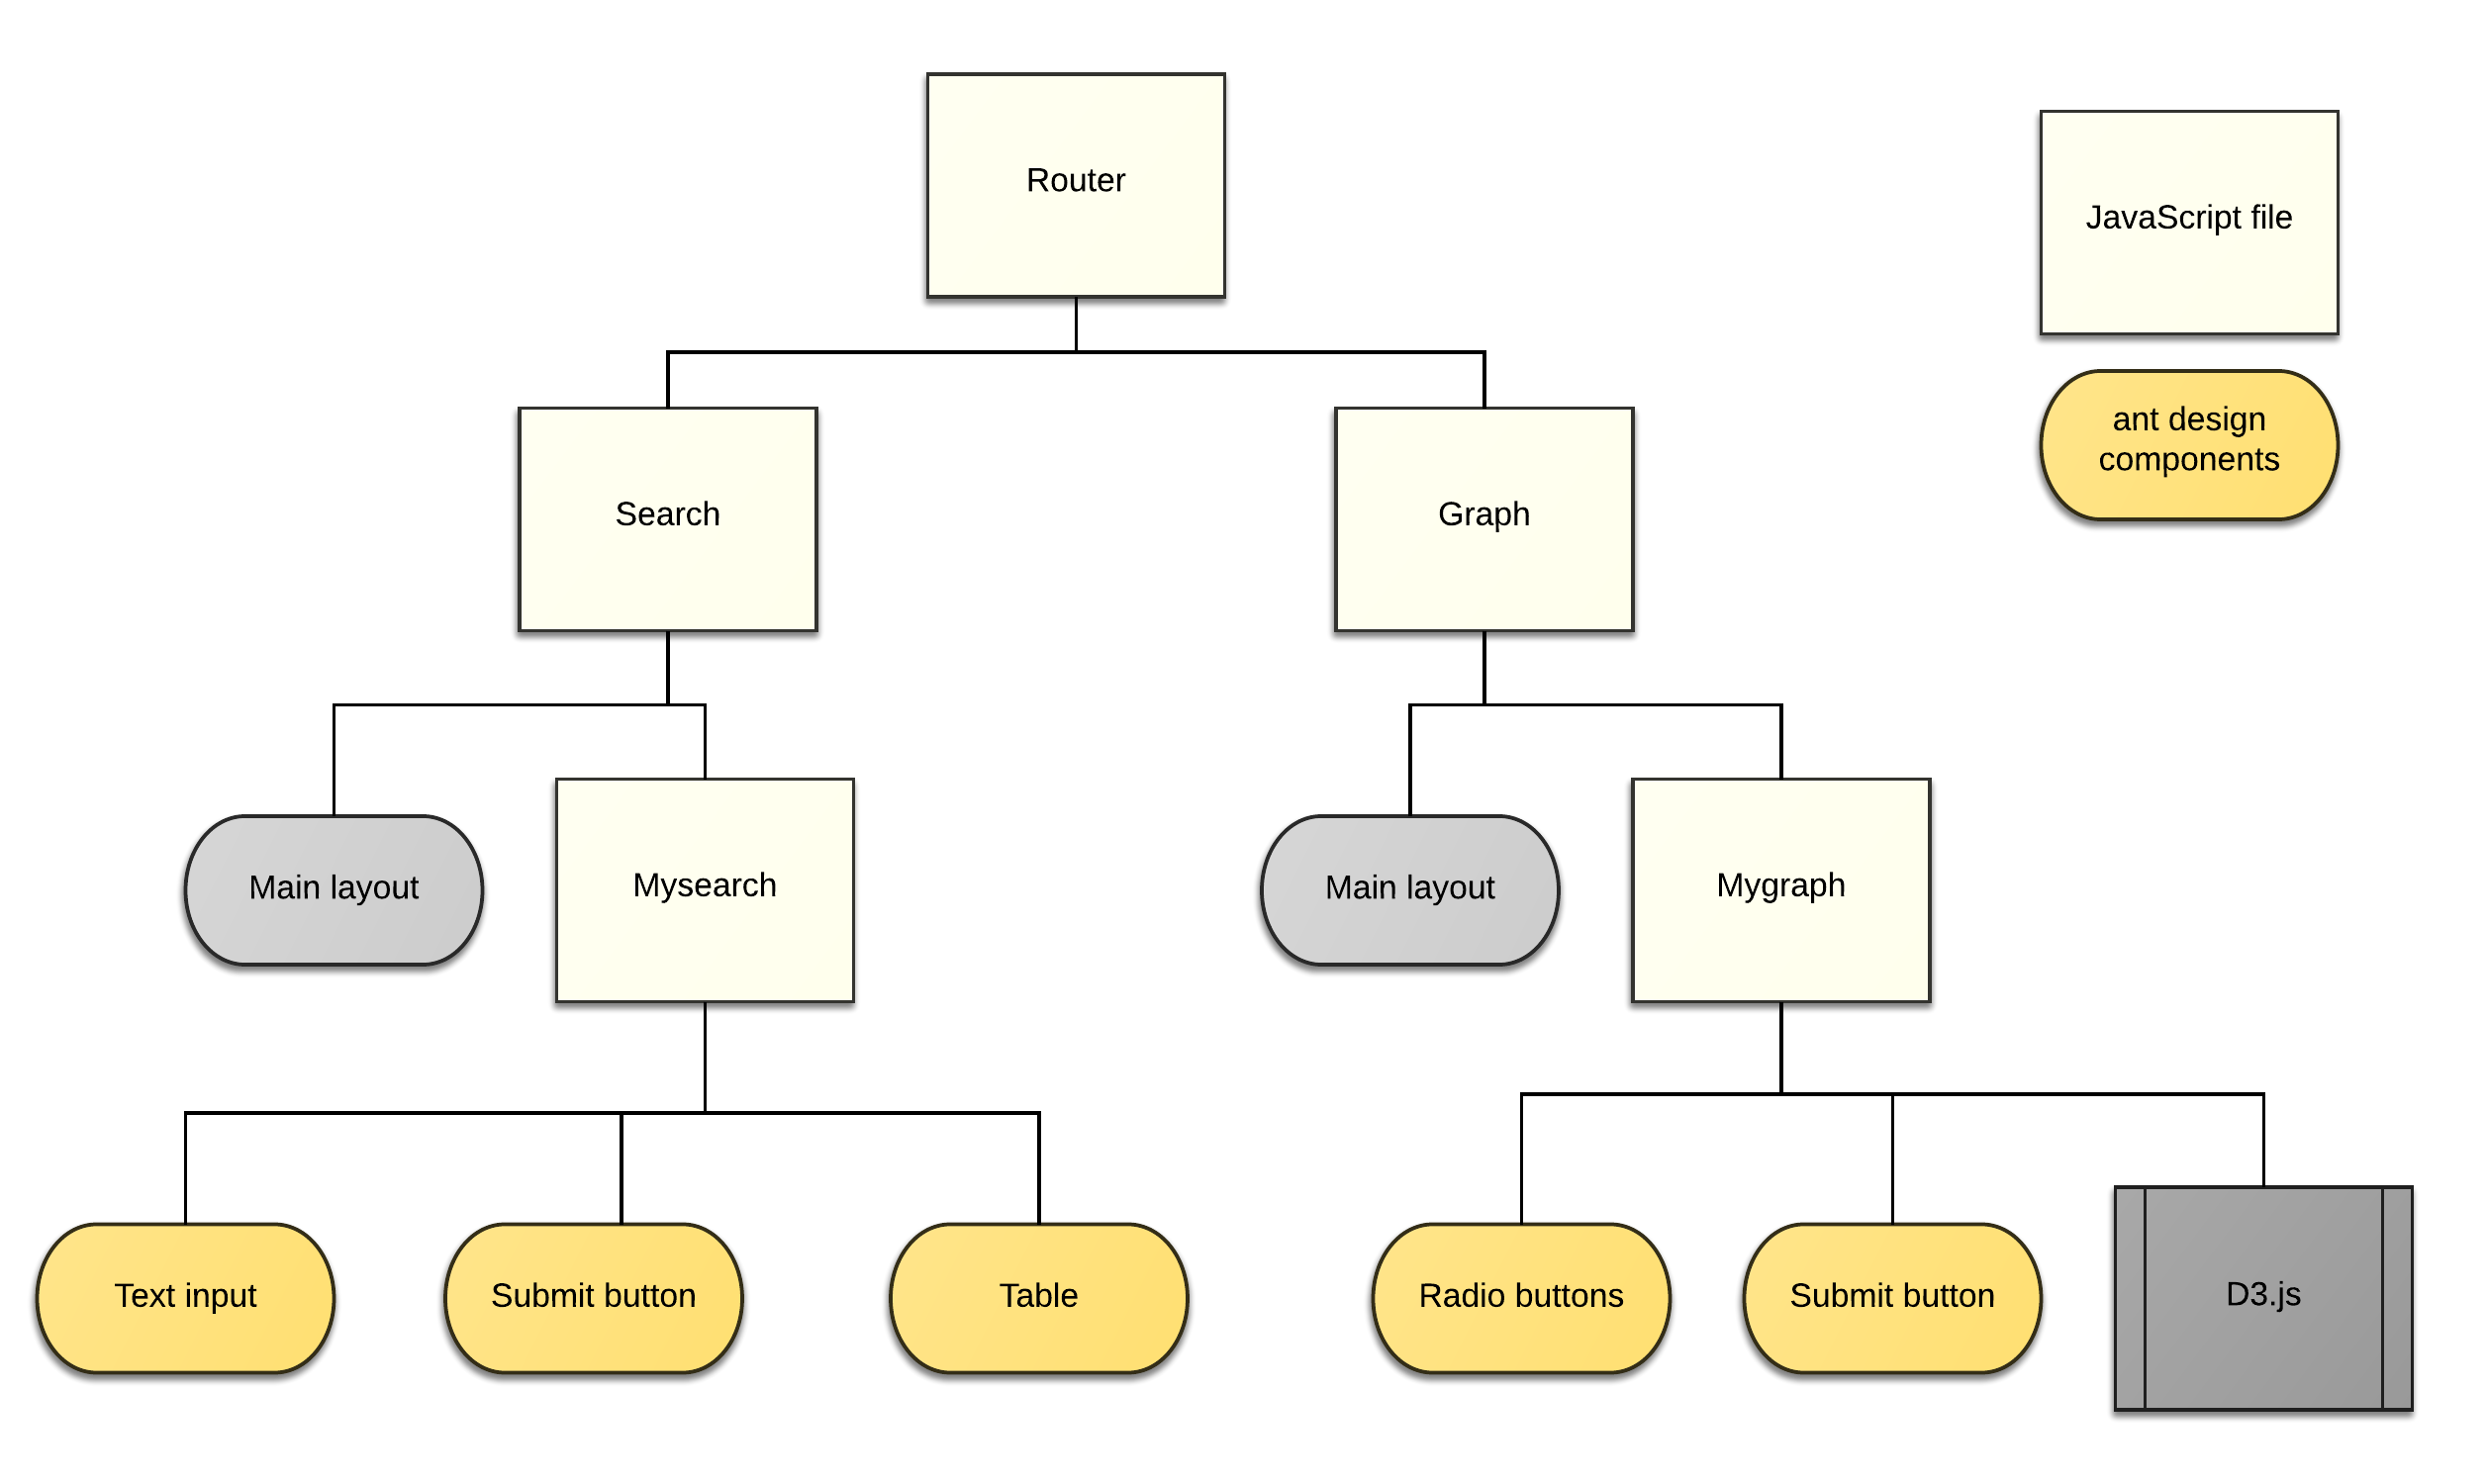 Router
JavaScript file
ant design
components
Search
Graph
Main layout
Mysearch
Main layout
Mygraph
Text input
Submit button
Table
Radio buttons
Submit button
D3.js